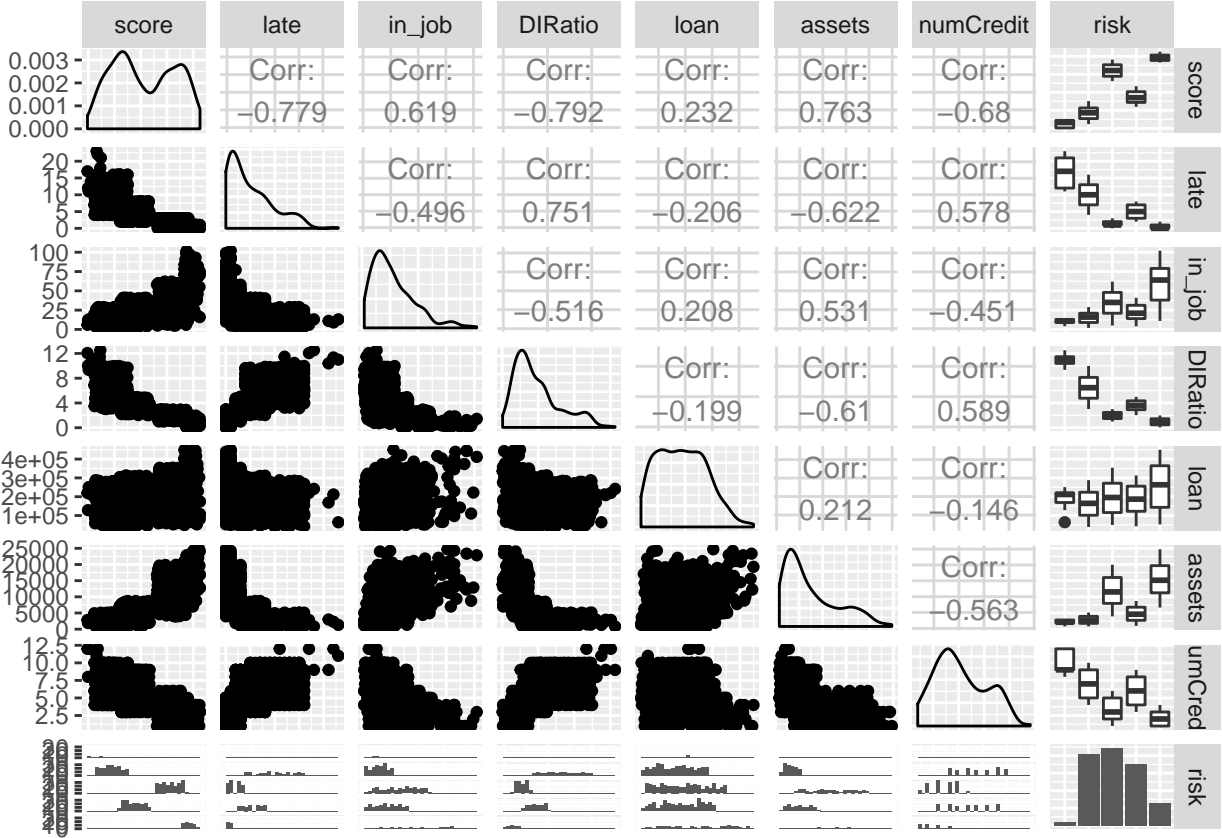 score late in_job DIRatio loan assets numCredit risk
0.003
0.002
0.001
0.000
Corr:
−0.779
Corr:
0.619
Corr:
−0.792
Corr:
0.232
Corr:
0.763
Corr:
−0.68
score
20
15
10
5
0
Corr:
−0.496
Corr:
0.751
Corr:
−0.206
Corr:
−0.622
Corr:
0.578
late
100
75
50
25
0
Corr:
−0.516
Corr:
0.208
Corr:
0.531
Corr:
−0.451
in_job
12
8
4
0
Corr:
−0.199
Corr:
−0.61
Corr:
0.589
DIRatio
4e+05
3e+05
2e+05
1e+05
Corr:
0.212
Corr:
−0.146
loan
25000
20000
15000
10000
5000
0
Corr:
−0.563
assets
12.5
10.0
7.5
5.0
2.5
umCred
risk